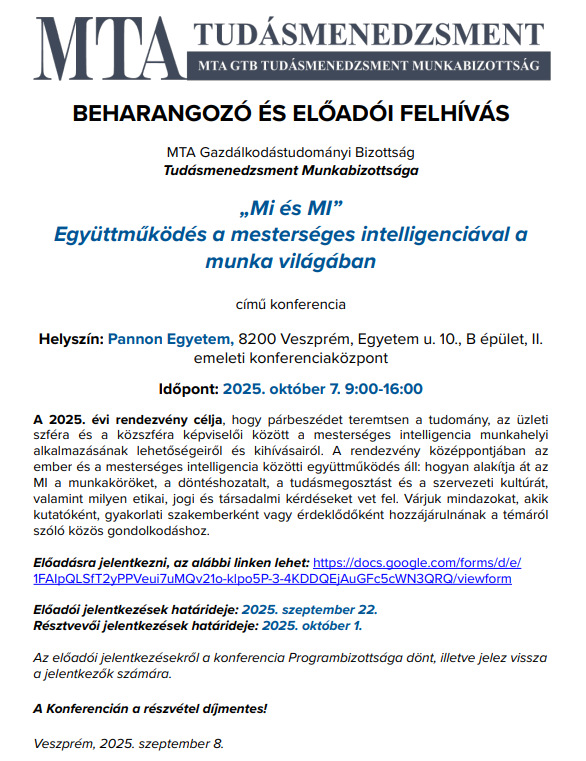 MTA TUDÁSMENEDZSMENT
MTA GTB TUDÁSMENEDZSMENT MUNKABIZOTTSÁG
BEHARANGOZÓ ÉS ELŐADÓI FELHÍVÁS
MTA Gazdálkodástudományi Bizottság
Tudásmenedzsment Munkabizottsága
„Mi és MI”
Együttműködés a mesterséges intelligenciával a
munka világában
című konferencia
Helyszín: Pannon Egyetem, 8200 Veszprém, Egyetem u. 10., B épület, II.
emeleti konferenciaközpont
Időpont: 2025. október 7. 9:00-16:00
A 2025. évi rendezvény célja, hogy párbeszédet teremtsen a tudomány, az üzleti
szféra és a közszféra képviselői között a mesterséges intelligencia munkahelyi
alkalmazásának lehetőségeiről és kihívásairól. A rendezvény középpontjában az
ember és a mesterséges intelligencia közötti együttműködés áll: hogyan alakítja át az
MI a munkaköröket, a döntéshozatalt, a tudásmegosztást és a szervezeti kultúrát,
valamint milyen etikai, jogi és társadalmi kérdéseket vet fel. Várjuk mindazokat, akik
kutatóként, gyakorlati szakemberként vagy érdeklődőként hozzájárulnának a témáról
szóló közös gondolkodáshoz.
Előadásra jelentkezni, az alábbi linken lehet: https://docs.google.com/forms/d/e/
1FAIpQLSfT2yPPVeui7uMQv21o-klpo5P-3-4KDDQEjAuGFc5cWN3QRQ/viewform
Előadói jelentkezések határideje: 2025. szeptember 22.
Résztvevői jelentkezések határideje: 2025. október 1.
Az előadói jelentkezésekről a konferencia Programbizottsága dönt, illetve jelez vissza
a jelentkezők számára.
A Konferencián a részvétel díjmentes!
Veszprém, 2025. szeptember 8.